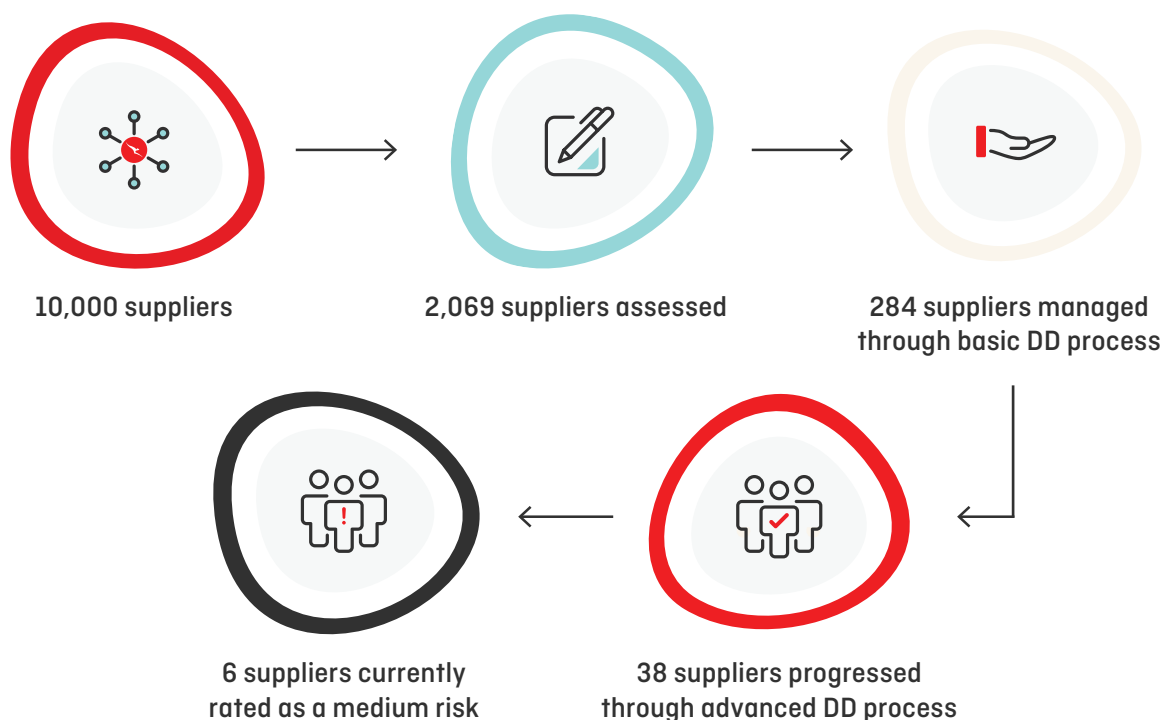 10,000 suppliers
2,069 suppliers assessed
284 suppliers managed
through basic DD process
38 suppliers progressed
through advanced DD process
6 suppliers currently
rated as a medium risk